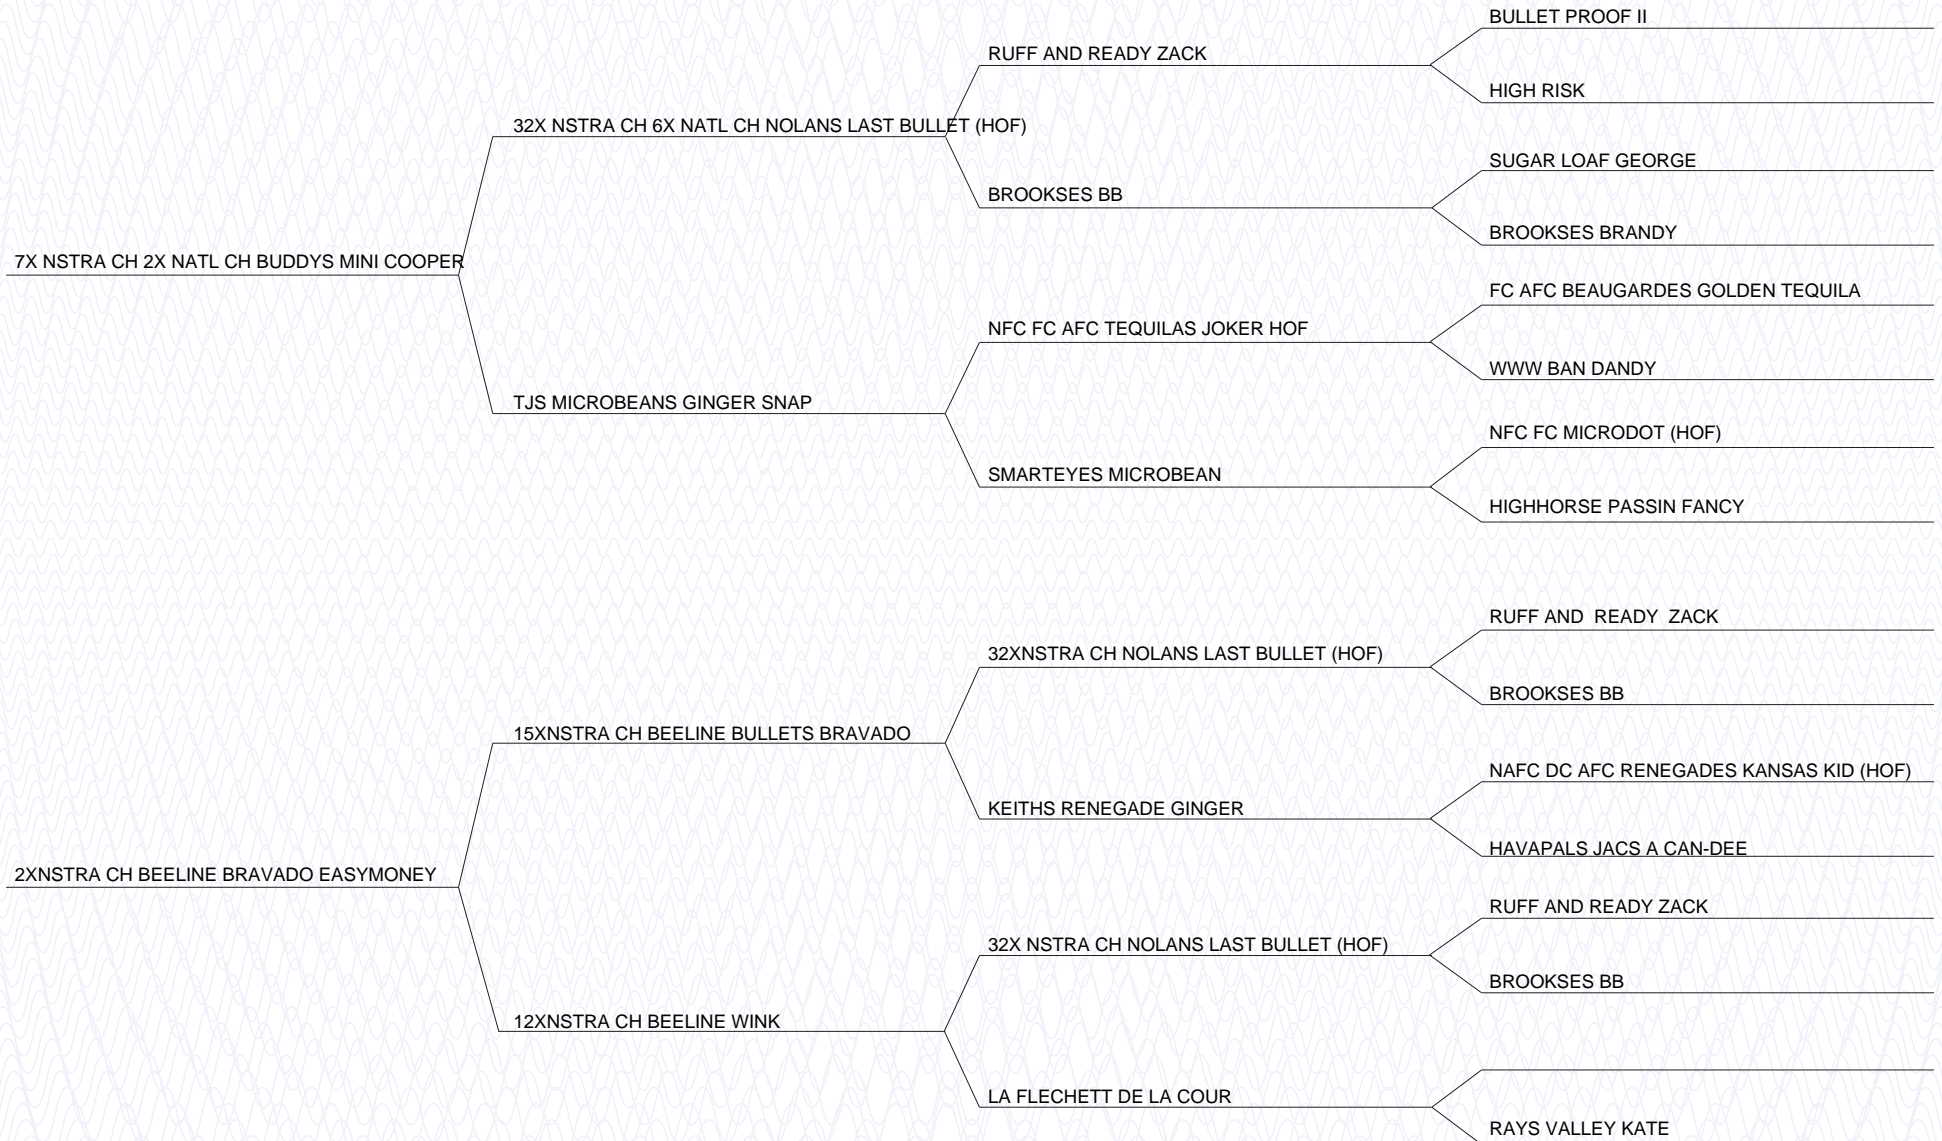 BULLET PROOF II
RUFF AND READY ZACK
HIGH RISK
32X NSTRA CH 6X NATL CH NOLANS LAST BULLET (HOF)
SUGAR LOAF GEORGE
BROOKSES BB
BROOKSES BRANDY
7X NSTRA CH 2X NATL CH BUDDYS MINI COOPER
FC AFC BEAUGARDES GOLDEN TEQUILA
NFC FC AFC TEQUILAS JOKER HOF
WWW BAN DANDY
TJS MICROBEANS GINGER SNAP
NFC FC MICRODOT (HOF)
SMARTEYES MICROBEAN
HIGHHORSE PASSIN FANCY
RUFF AND  READY  ZACK
32XNSTRA CH NOLANS LAST BULLET (HOF)
BROOKSES BB
15XNSTRA CH BEELINE BULLETS BRAVADO
NAFC DC AFC RENEGADES KANSAS KID (HOF)
KEITHS RENEGADE GINGER
HAVAPALS JACS A CAN-DEE
2XNSTRA CH BEELINE BRAVADO EASYMONEY
RUFF AND READY ZACK
32X NSTRA CH NOLANS LAST BULLET (HOF)
BROOKSES BB
12XNSTRA CH BEELINE WINK
LA FLECHETT DE LA COUR
RAYS VALLEY KATE